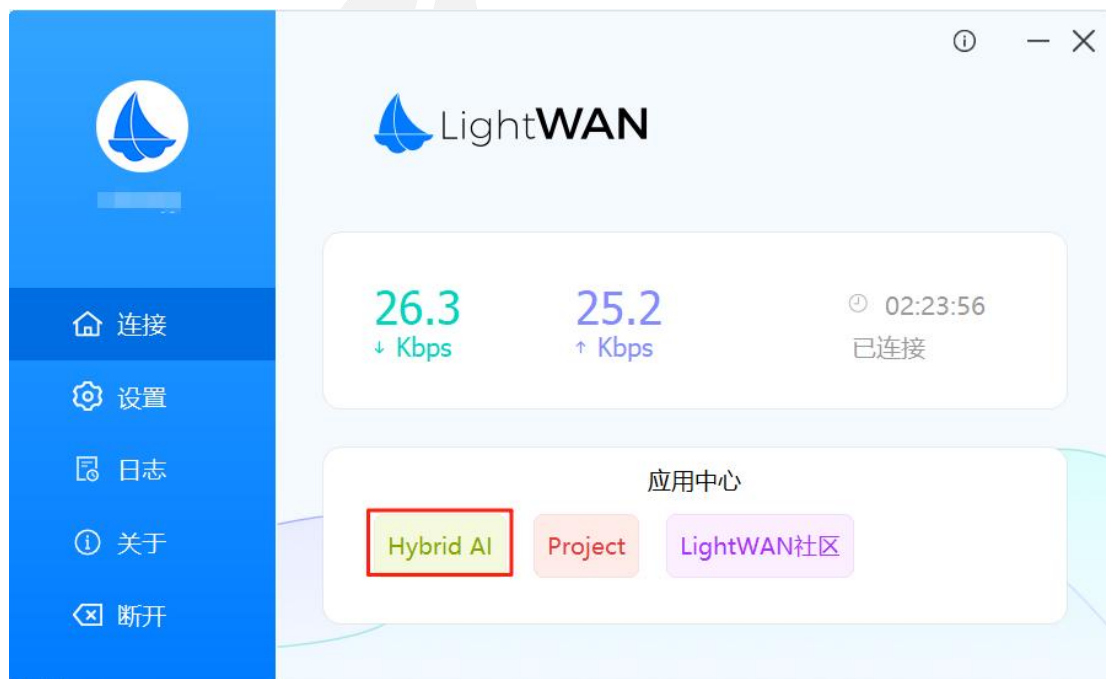 LightWAN
26.3
↓ Kbps
25.2
↑ Kbps
02:23:56
已连接
连接
设置
日志
关于
断开
应用中心
Hybrid AI
Project
LightWAN社区